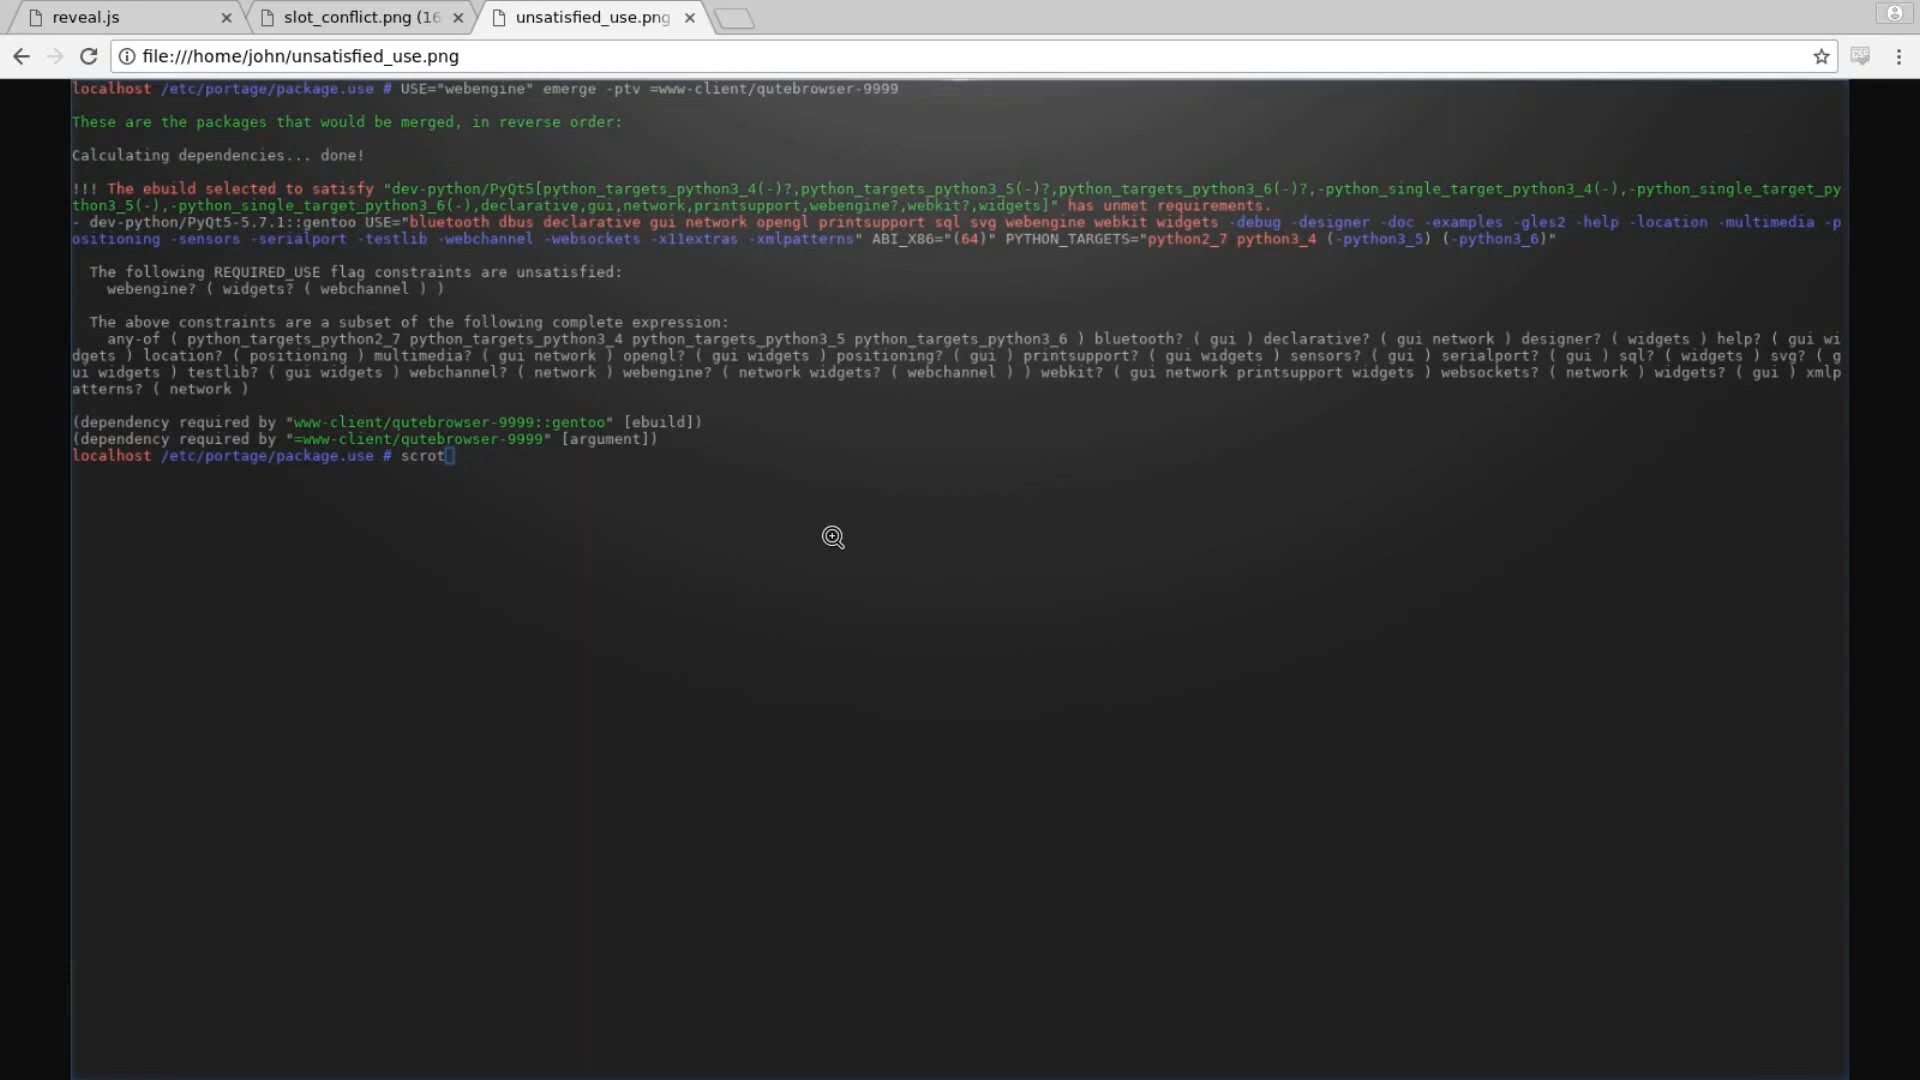 reveal.js
slot_conflict.png (16
unsatisfied_use.png
file:///home/john/unsatisfied_use.png
localhost /etc/portage/package.use # USE="webengine" emerge -ptv =www-client/qutebrowser-9999
These are the packages that would be merged, in reverse order:
Calculating dependencies... done!
!!! The ebuild selected to satisfy "dev-python/PyQt5[python_targets_python3_4(-)?,python_targets_python3_5(-)?,python_targets_python3_6(-)?,-python_single_target_python3_4(-),-python_single_target_py
thon3_5(-),-python_single_target_python3_6(-),declarative,gui,network,printsupport,webengine?,webkit?,widgets]" has unmet requirements.
- dev-python/PyQt5-5.7.1::gentoo USE="bluetooth dbus declarative gui network opengl printsupport sql svg webengine webkit widgets -debug -designer -doc -examples -gles2 -help -location -multimedia -p
ositioning -sensors -serialport -testlib -webchannel -websockets -x11extras -xmlpatterns" ABI_X86="(64)" PYTHON_TARGETS="python2_7 python3_4 (-python3_5) (-python3_6)"
The following REQUIRED_USE flag constraints are unsatisfied:
webengine? ( widgets? ( webchannel ) )
The above constraints are a subset of the following complete expression:
any-of ( python_targets_python2_7 python_targets_python3_4 python_targets_python3_5 python_targets_python3_6 ) bluetooth? ( gui ) declarative? ( gui network ) designer? ( widgets ) help? ( gui wi
dgets ) location? ( positioning ) multimedia? ( gui network ) opengl? ( gui widgets ) positioning? ( gui ) printsupport? ( gui widgets ) sensors? ( gui ) serialport? ( gui ) sql? ( widgets ) svg? ( g
ui widgets ) testlib? ( gui widgets ) webchannel? ( network ) webengine? ( network widgets? ( webchannel ) ) webkit? ( gui network printsupport widgets ) websockets? ( network ) widgets? ( gui ) xmlp
atterns? ( network )
(dependency required by "www-client/qutebrowser-9999::gentoo" [ebuild])
(dependency required by "=www-client/qutebrowser-9999" [argument])
localhost /etc/portage/package.use # scrot